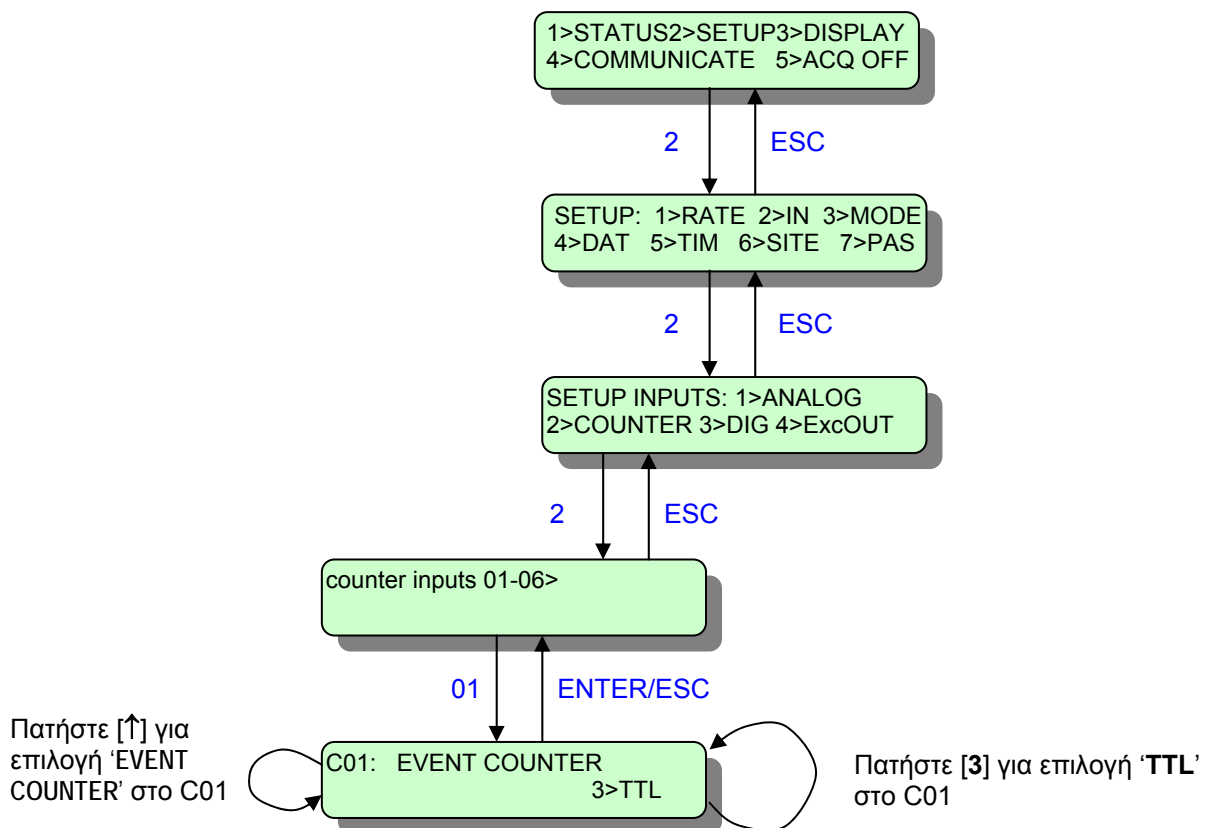 1>STATUS2>SETUP3>DISPLAY
4>COMMUNICATE 5>ACQ OFF
2
ESC
SETUP: 1>RATE 2>IN 3>MODE
4>DAT 5>TIM 6>SITE 7>PAS
2
ESC
SETUP INPUTS: 1>ANALOG
2>COUNTER 3>DIG 4>ExcOUT
2
ESC
counter inputs 01-06>
01
ENTER/ESC
Πατήστε [↑] για
επιλογή ‘EVENT
COUNTER’ στο C01
C01: EVENT COUNTER
3>TTL
Πατήστε [3] για επιλογή ‘TTL’
στο C01